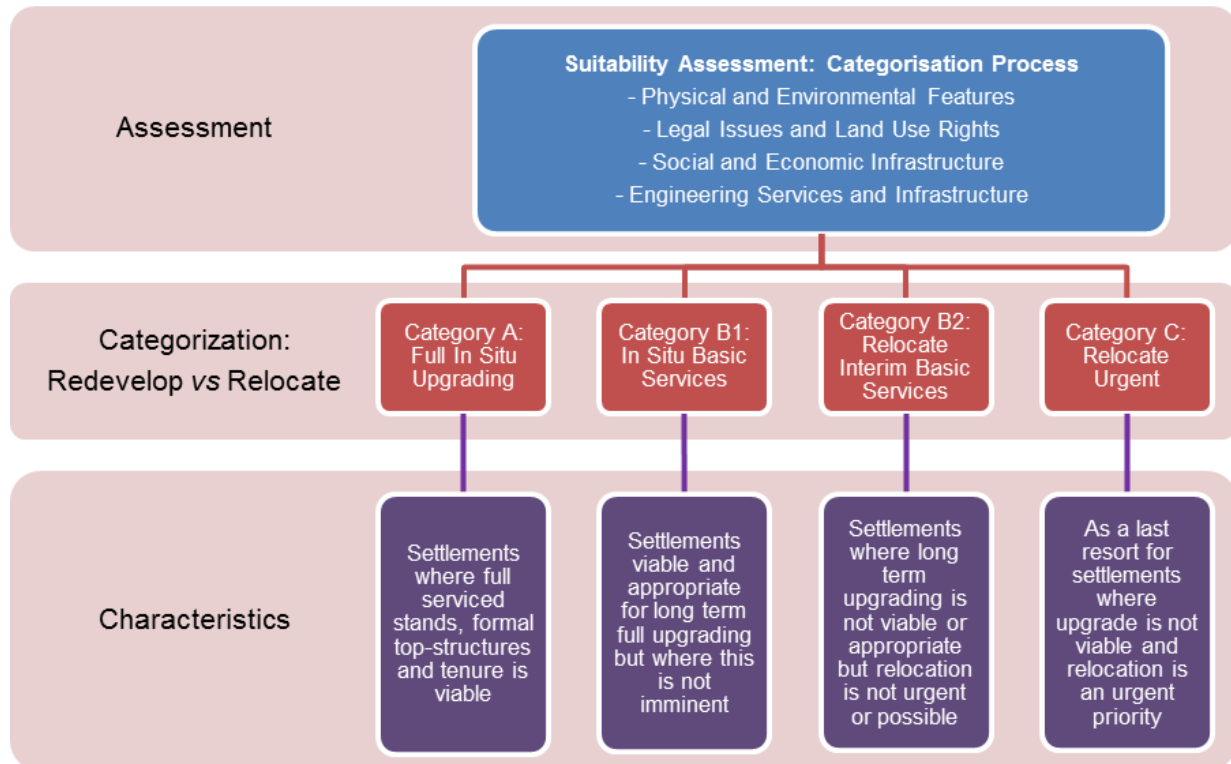 Assessment
Suitability Assessment: Categorisation Process
- Physical and Environmental Features
- Legal Issues and Land Use Rights
- Social and Economic Infrastructure
- Engineering Services and Infrastructure
Categorization:
Redevelop vs Relocate
Category A:
Full In Situ
Upgrading
Category B1:
In Situ Basic
Services
Category B2:
Relocate
Interim Basic
Services
Category C:
Relocate
Urgent
Characteristics
Settlements
where full
serviced
stands, formal
top-structures
and tenure is
viable
Settlements
viable and
appropriate
for long term
full upgrading
but where this
is not
imminent
Settlements
where long
term
upgrading is
not viable or
appropriate
but relocation
is not urgent
or possible
As a last
resort for
settlements
where
upgrade is not
viable and
relocation is
an urgent
priority